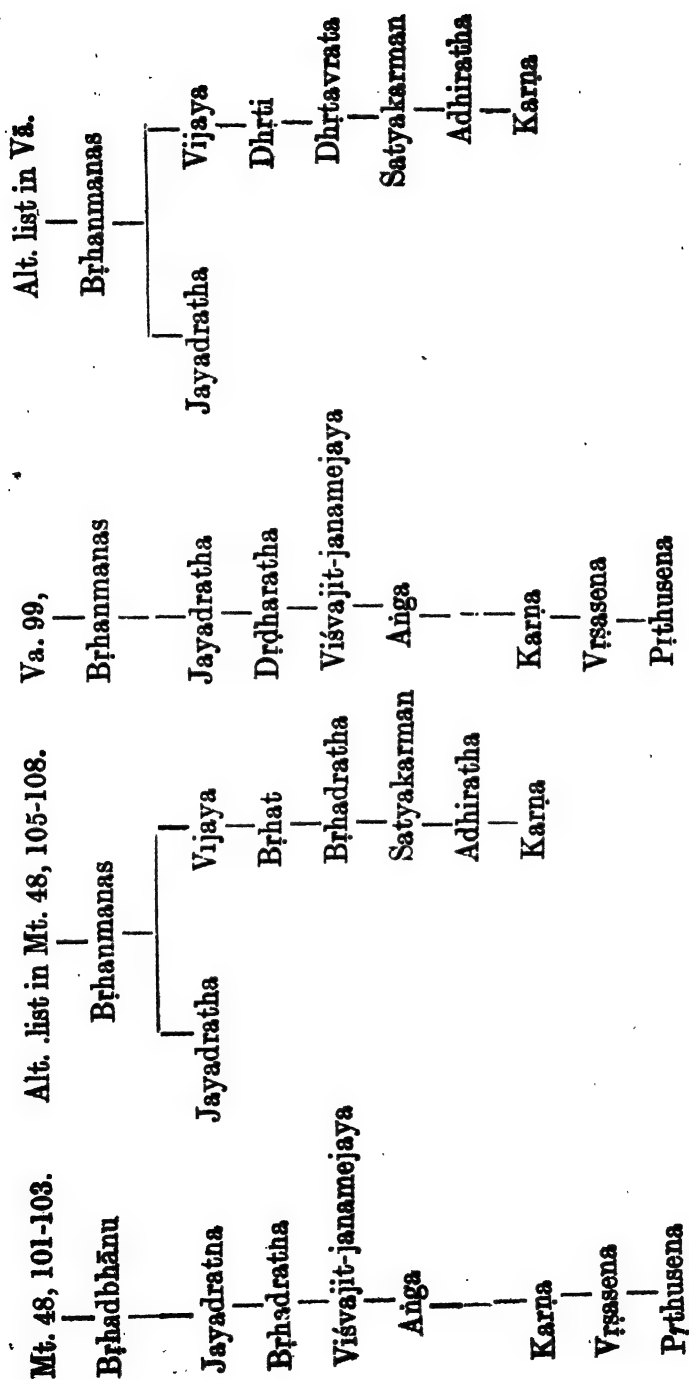 Mt. 48, 101-103.
Bṛhadbhānu
Jayadratna
Bṛhadratha
Viśvajit-janamejaya
Aṅga
Karṇa
Vṛṣasena
Pṛthusena
Alt. list in Mt. 48, 105-108.
Bṛhanmanas
Jayadratha
Vijaya
Bṛhat
Bṛhadratha
Satyakarman
Adhiratha
Karṇa
Va. 99,
Bṛhanmanas
Jayadratha
Dṛdharatha
Viśvajit-janamejaya
Aṅga
Karṇa
Vṛṣasena
Pṛthusena
Alt. list in Vā.
Bṛhanmanas
Jayadratha
Vijaya
Dhṛti
Dhṛtavrata
Satyakarman
Adhiratha
Karṇa